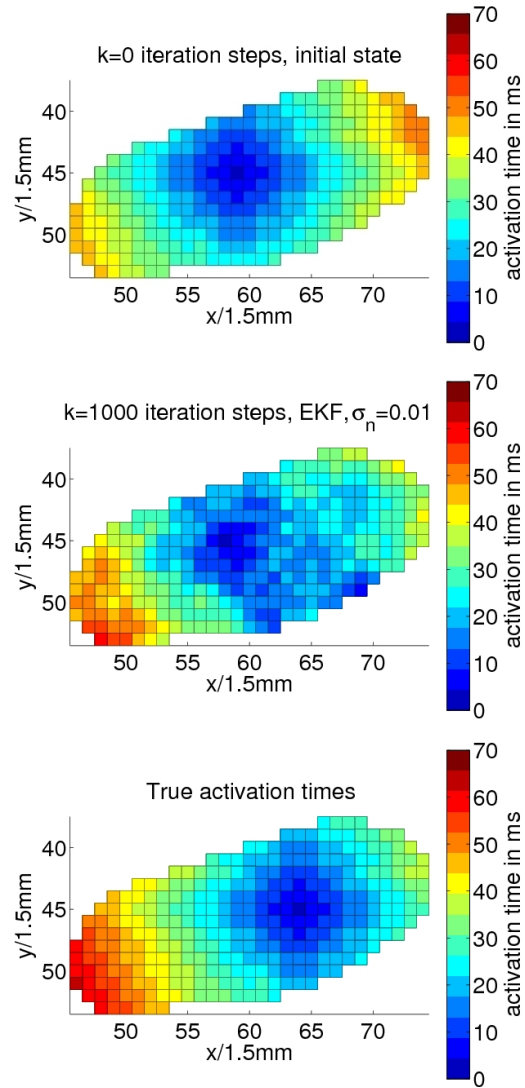 k=0 iteration steps, initial state
40
45
50
y/1.5mm
50 55 60 65 70
x/1.5mm
70
60
50
40
30
20
10
0
activation time in ms
k=1000 iteration steps, EKF,σ_n=0.01
40
45
50
y/1.5mm
50 55 60 65 70
x/1.5mm
70
60
50
40
30
20
10
0
activation time in ms
True activation times
40
45
50
y/1.5mm
50 55 60 65 70
x/1.5mm
70
60
50
40
30
20
10
0
activation time in ms